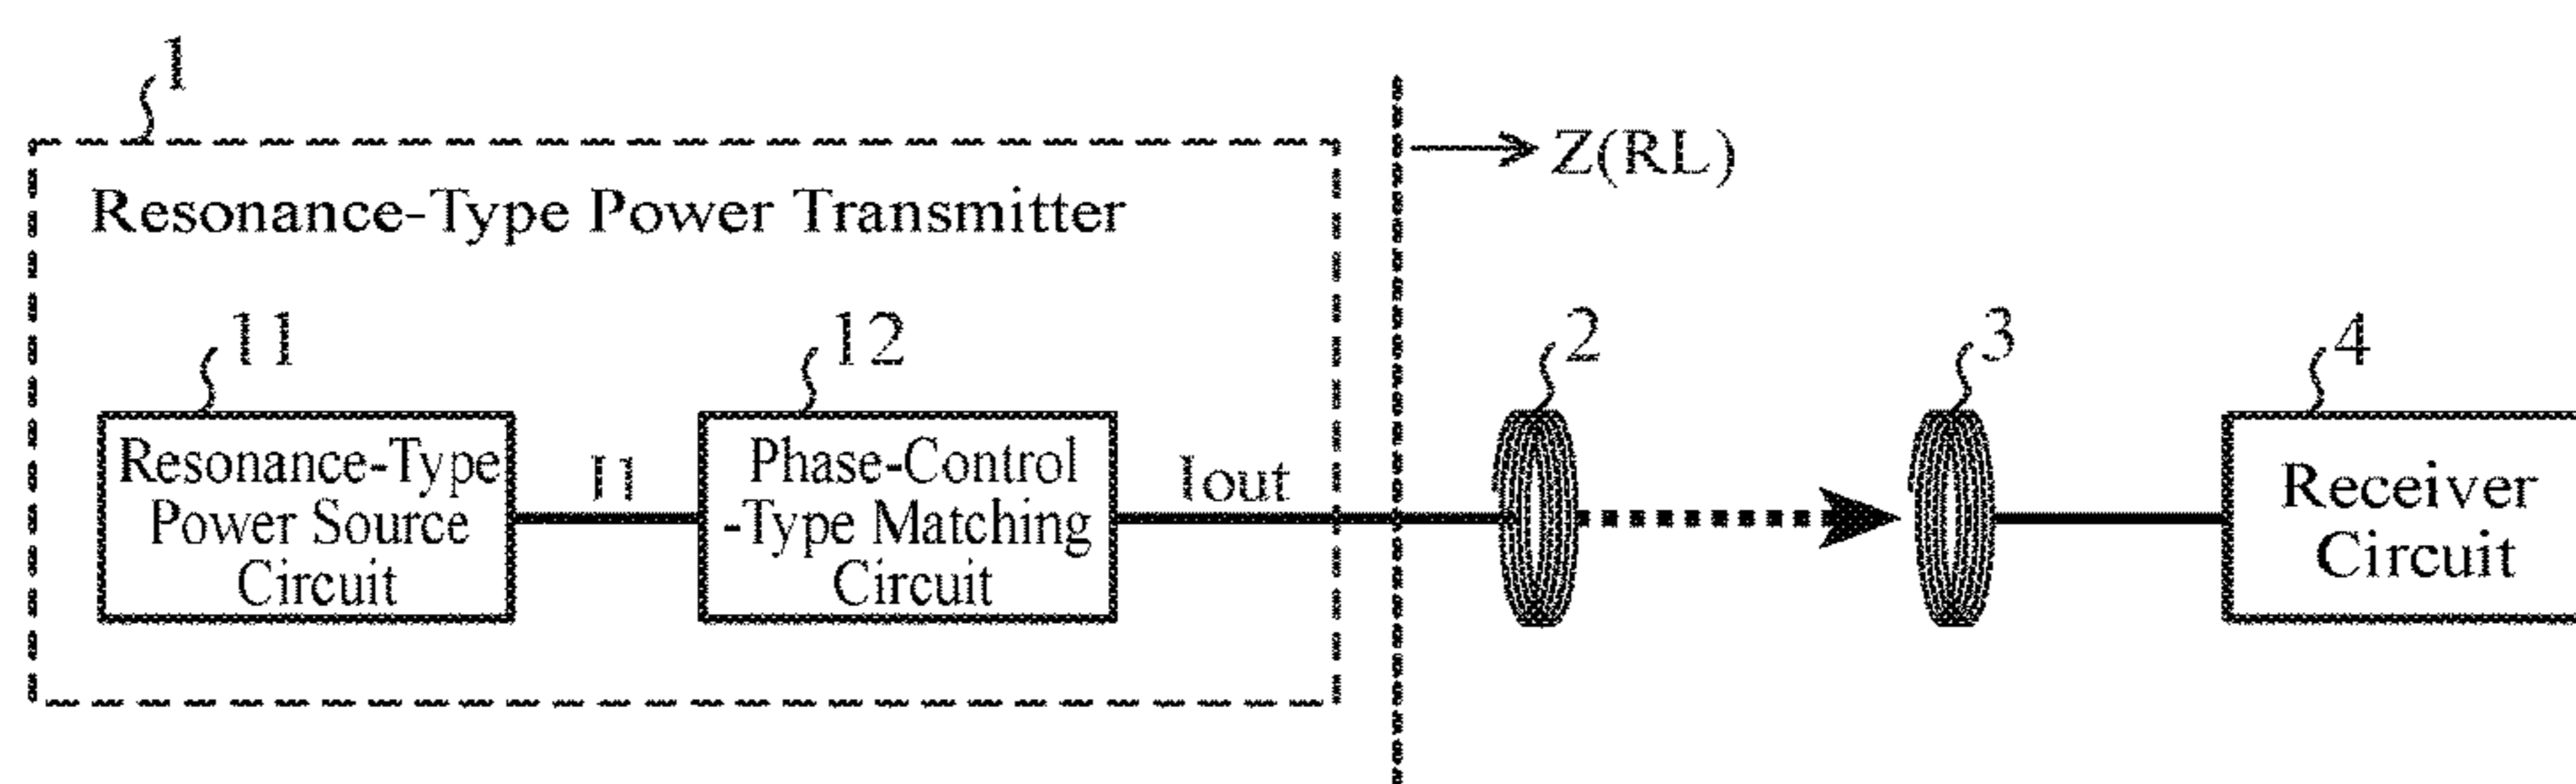 1
Z(RL)
Resonance-Type Power Transmitter
11
12
2
3
4
Resonance-Type
Power Source
Circuit
I1
Phase-Control
-Type Matching
Circuit
Iout
Receiver
Circuit